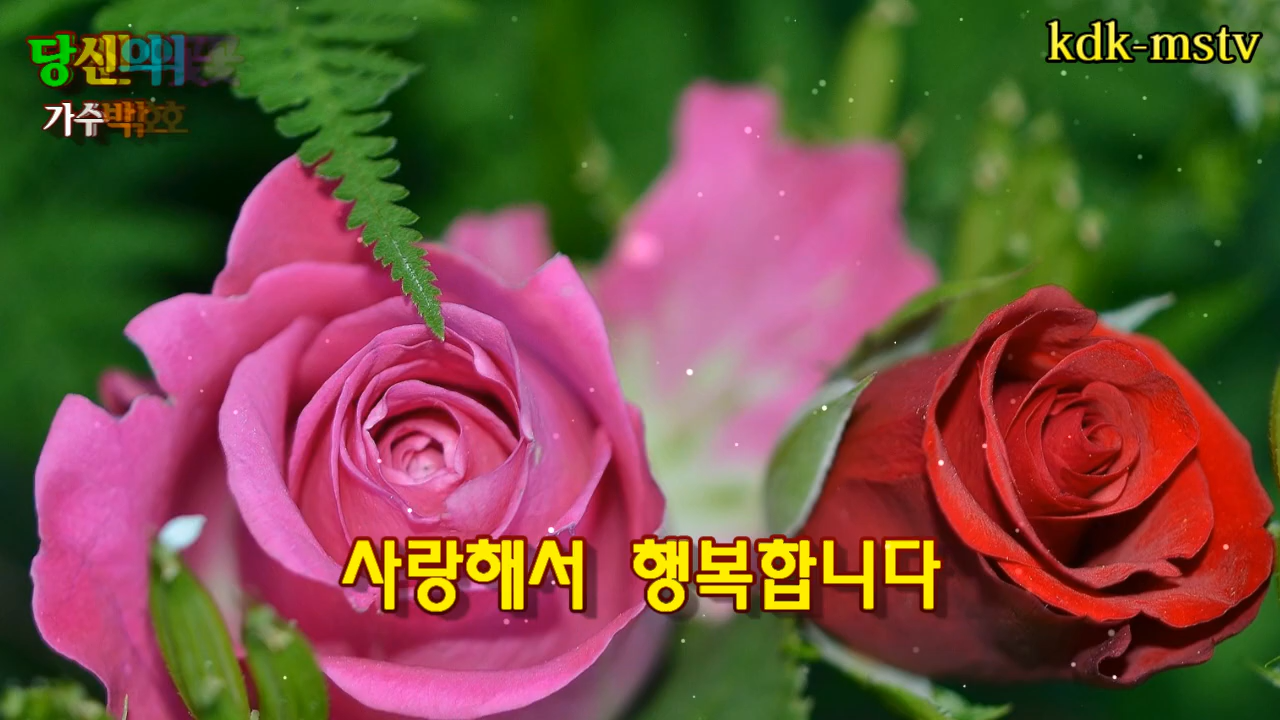 당신의
kdk-mstv
가수
사랑해서 행복합니다